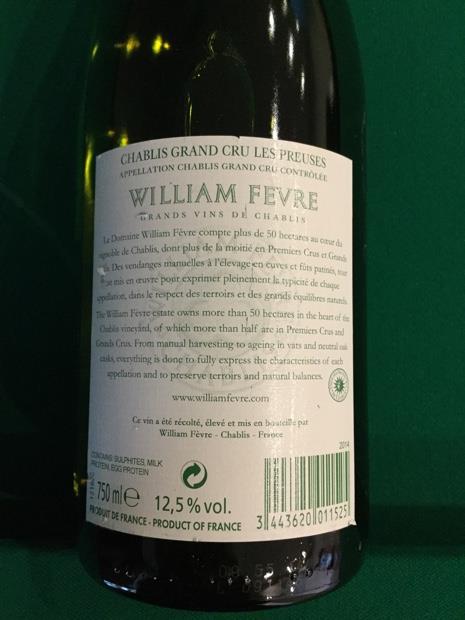 CHABLIS GRAND CRU LES PREUSES
APPELLATION CHABLIS GRAND CRU CONTRÔLÉE
WILLIAM FEVRE
GRANDS VINS DE CHABLIS
Le Domaine William Fèvre compte plus de 50 hectares au cœur du
vignoble de Chablis, dont plus de la moitié en Premiers Crus et Grands
Crus. Des vendanges manuelles à l'élevage en cuves et fûts patinés, tout
est mis en œuvre pour exprimer pleinement la typicité de chaque
appellation, dans le respect des terroirs et des grands équilibres naturels.
The William Fèvre estate owns more than 50 hectares in the heart of the
Chablis vineyard, of which more than half are in Premiers Crus and
Grands Crus. From manual harvesting to ageing in vats and neutral oak
casks, everything is done to fully express the characteristics of each
appellation and to preserve terroirs and natural balances.
www.williamfevre.com
Ce vin a été récolté, élevé et mis en bouteille par
William Fèvre - Chablis - France
2014
CONTAINS: SULPHITES, MILK
PROTEIN, EGG PROTEIN
750 ml e 12,5% vol.
PRODUIT DE FRANCE - PRODUCT OF FRANCE
3 443620 011525